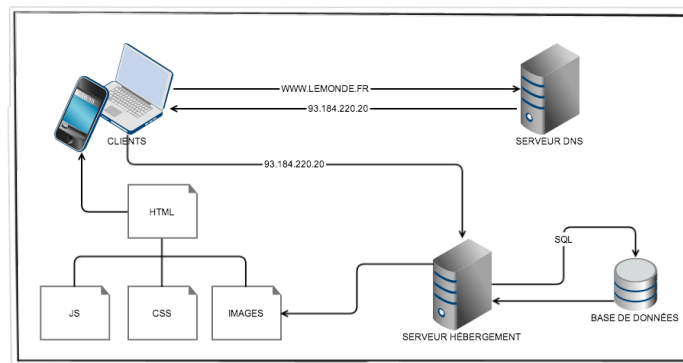 WWW.LEMONDE.FR
93.184.220.20
CLIENTS
SERVEUR DNS
93.184.220.20
HTML
SQL
JS
CSS
IMAGES
SERVEUR HÉBERGEMENT
BASE DE DONNÉES